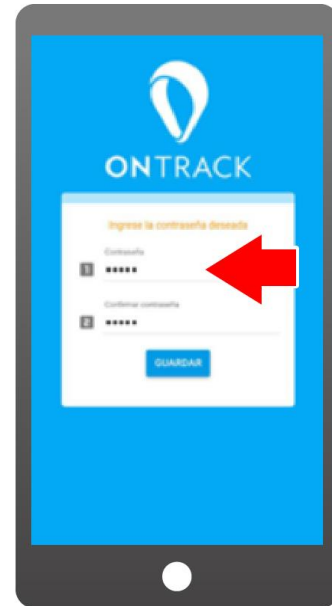 ONTRACK
Ingrese la contraseña deseada
Contraseña
1 •••••
Confirmar contraseña
2 •••••
GUARDAR